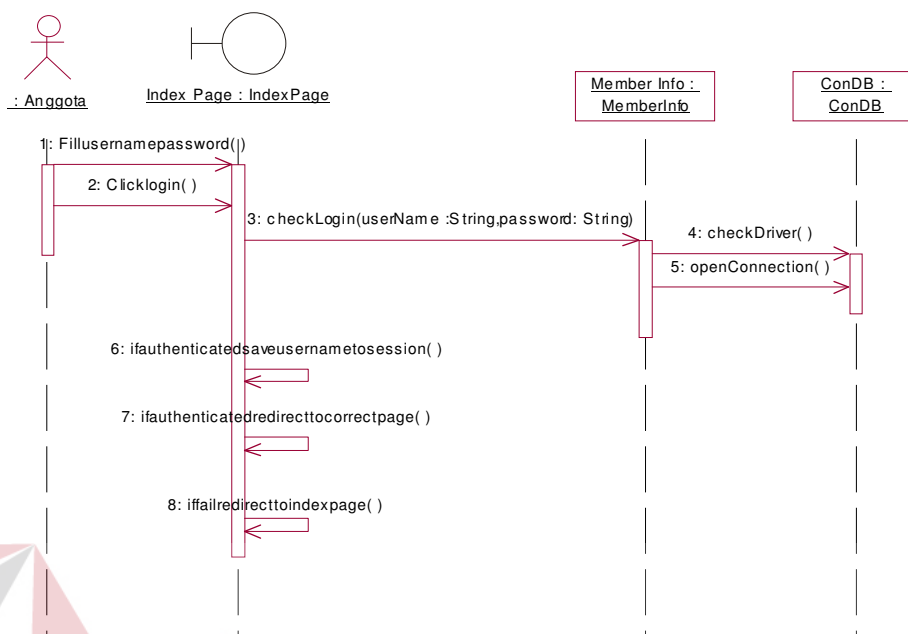 : Anggota
Index Page : IndexPage
Member Info :
MemberInfo
ConDB :
ConDB
1: Fillusernamepassword( )
2: Clicklogin( )
3: checkLogin(userName :String,password: String)
4: checkDriver( )
5: openConnection( )
6: ifauthenticatedsaveusernametosession( )
7: ifauthenticatedredirecttocorrectpage( )
8: iffailredirecttoindexpage( )